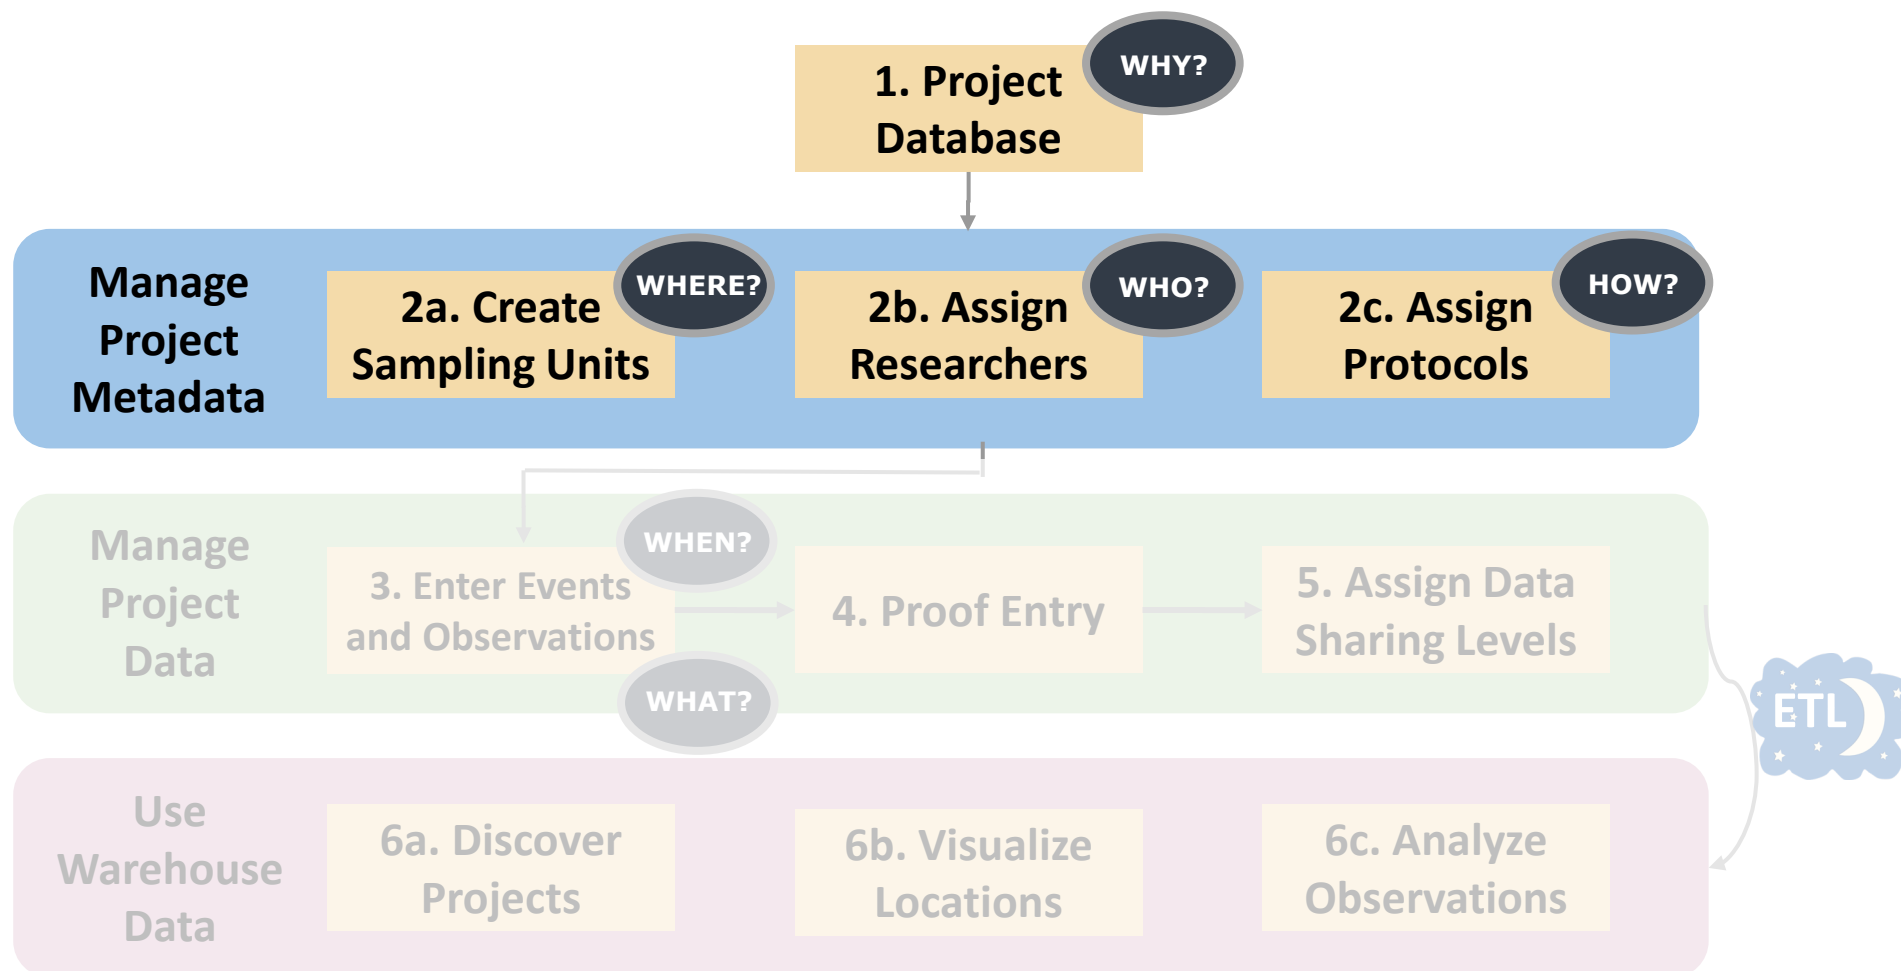 WHY?
1. Project
Database
Manage
Project
Metadata
WHERE?
2a. Create
Sampling Units
WHO?
2b. Assign
Researchers
HOW?
2c. Assign
Protocols
Manage
Project
Data
WHEN?
3. Enter Events
and Observations
WHAT?
4. Proof Entry
5. Assign Data
Sharing Levels
ETL
Use
Warehouse
Data
6a. Discover
Projects
6b. Visualize
Locations
6c. Analyze
Observations